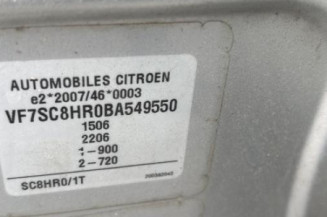 AUTOMOBILES CITROEN
e2*2007/46*0003
VF7SC8HR0BA549550
1506
2206
1-900
2-720
SC8HR0/1T